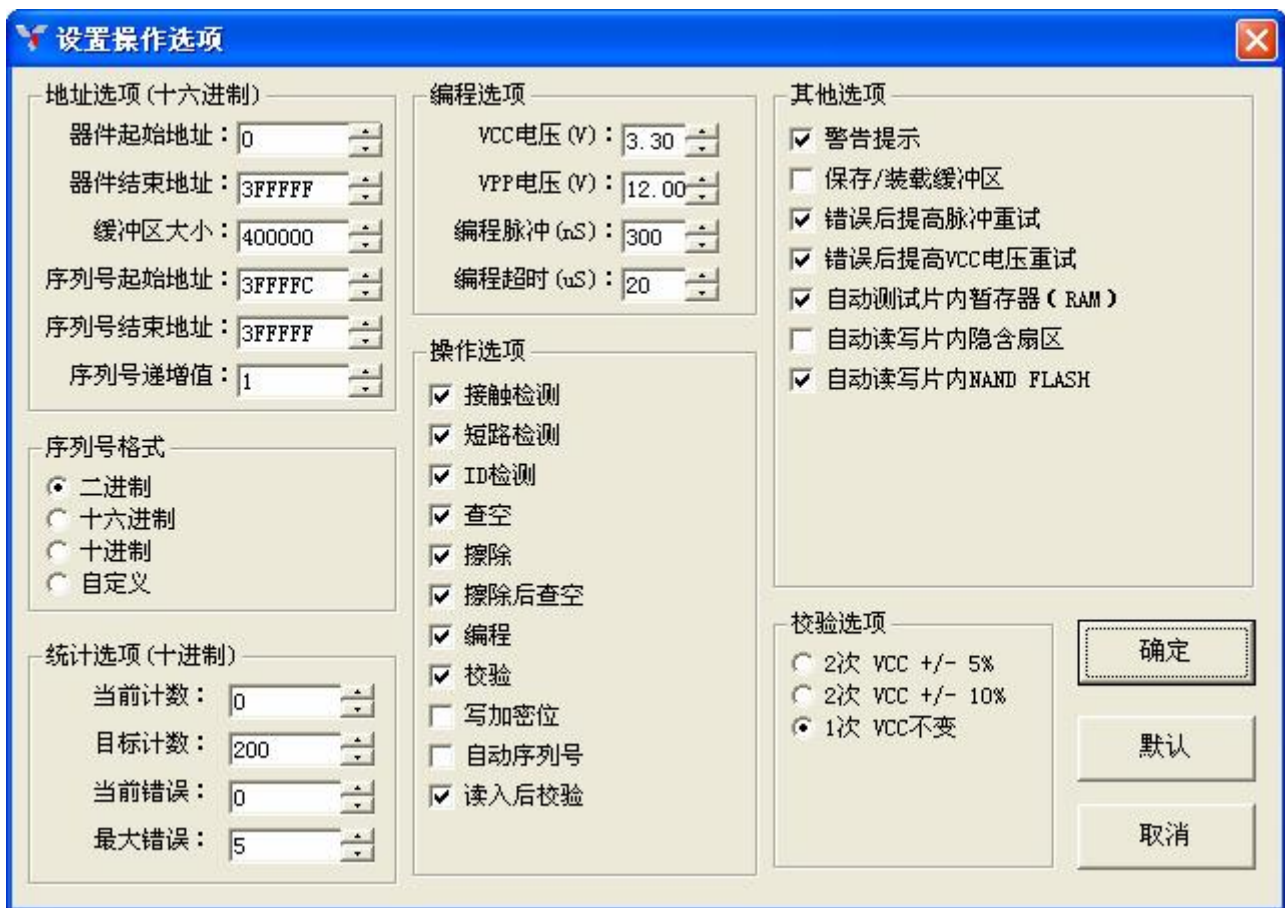 设置操作选项
地址选项(十六进制)
器件起始地址：0
器件结束地址：3FFFFF
缓冲区大小：400000
序列号起始地址：3FFFFC
序列号结束地址：3FFFFF
序列号递增值：1
序列号格式
二进制
十六进制
十进制
自定义
统计选项(十进制)
当前计数：0
目标计数：200
当前错误：0
最大错误：5
编程选项
VCC电压(V)：3.30
VPP电压(V)：12.00
编程脉冲(nS)：300
编程超时(uS)：20
操作选项
接触检测
短路检测
ID检测
查空
擦除
擦除后查空
编程
校验
写加密位
自动序列号
读入后校验
其他选项
警告提示
保存/装载缓冲区
错误后提高脉冲重试
错误后提高VCC电压重试
自动测试片内暂存器(RAM)
自动读写片内隐含扇区
自动读写片内NAND FLASH
校验选项
2次 VCC +/- 5%
2次 VCC +/- 10%
1次 VCC不变
确定
默认
取消